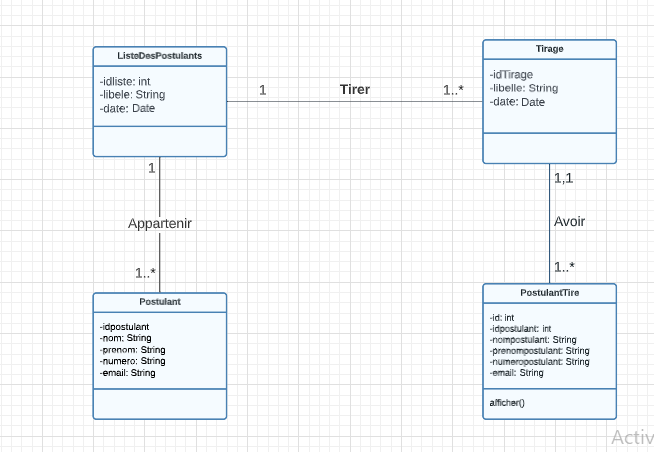 ListeDesPostulants
-idliste: int
-libele: String
-date: Date
1
Tirer
1..*
Tirage
-idTirage
-libelle: String
-date: Date
1
Appartenir
1..*
1,1
Avoir
1..*
Postulant
-idpostulant
-nom: String
-prenom: String
-numero: String
-email: String
PostulantTire
-id: int
-idpostulant: int
-nompostulant: String
-prenompostulant: String
-numeropostulant: String
-email: String
afficher()
Activ